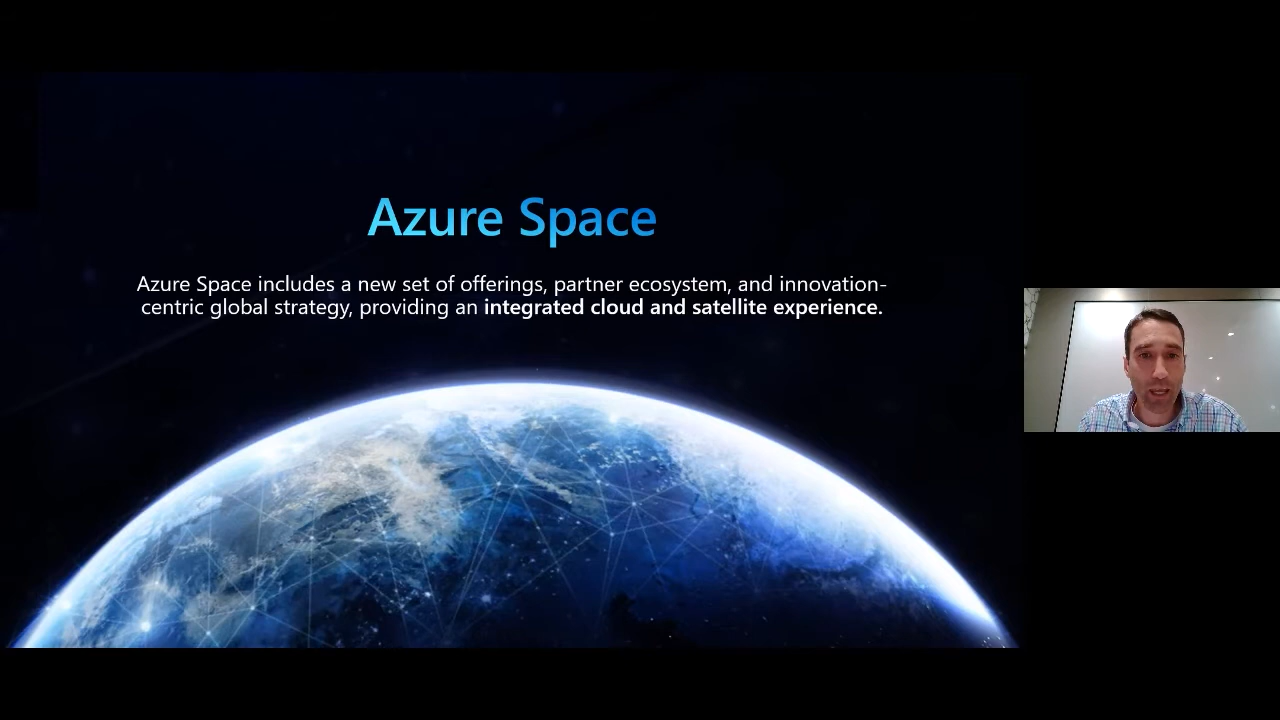 Azure Space
Azure Space includes a new set of offerings, partner ecosystem, and innovation-
centric global strategy, providing an integrated cloud and satellite experience.